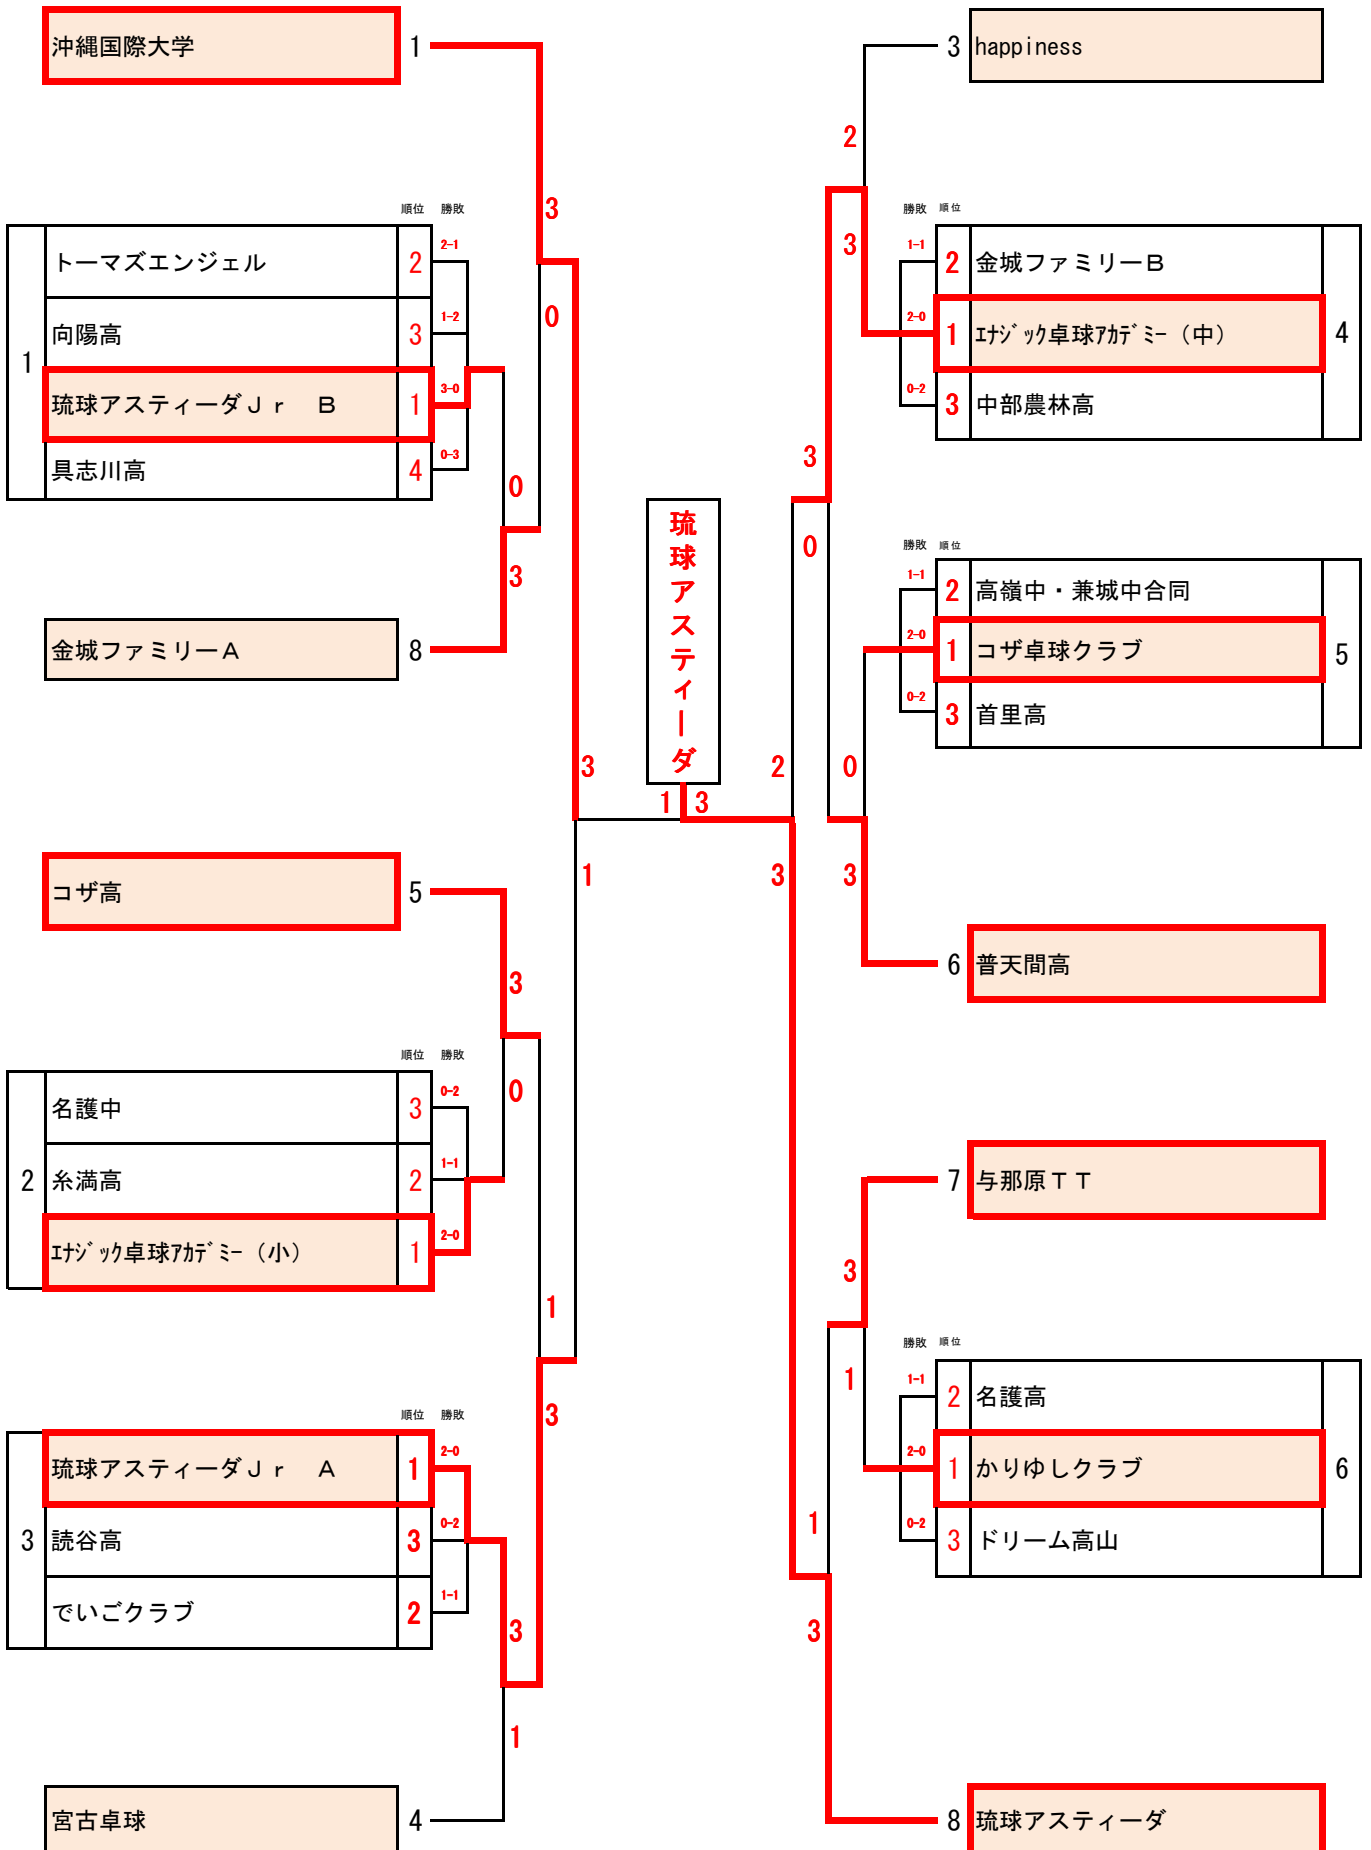 沖縄国際大学 1
3
順位 勝敗
1
トーマズエンジェル 2 2-1
向陽高 3 1-2
琉球アスティーダJr B 1 3-0
具志川高 4 0-3
0
0
3
金城ファミリーA 8
3
1
コザ高 5
3
0
順位 勝敗
2
名護中 3 0-2
糸満高 2 1-1
エナジック卓球アカデミー（小） 1 2-0
1
3
順位 勝敗
3
琉球アスティーダJr A 1 2-0
読谷高 3 0-2
でいごクラブ 2 1-1
3
1
宮古卓球 4
琉球アスティーダ
1 3
3 happiness
2
3
勝敗 順位
1-1 2 金城ファミリーB
2-0 1 エナジック卓球アカデミー（中）
0-2 3 中部農林高
4
3
0
勝敗 順位
1-1 2 高嶺中・兼城中合同
2-0 1 コザ卓球クラブ
0-2 3 首里高
5
2
0
3
3
6 普天間高
7 与那原TT
3
1
勝敗 順位
1-1 2 名護高
2-0 1 かりゆしクラブ
0-2 3 ドリーム高山
6
1
3
8 琉球アスティーダ